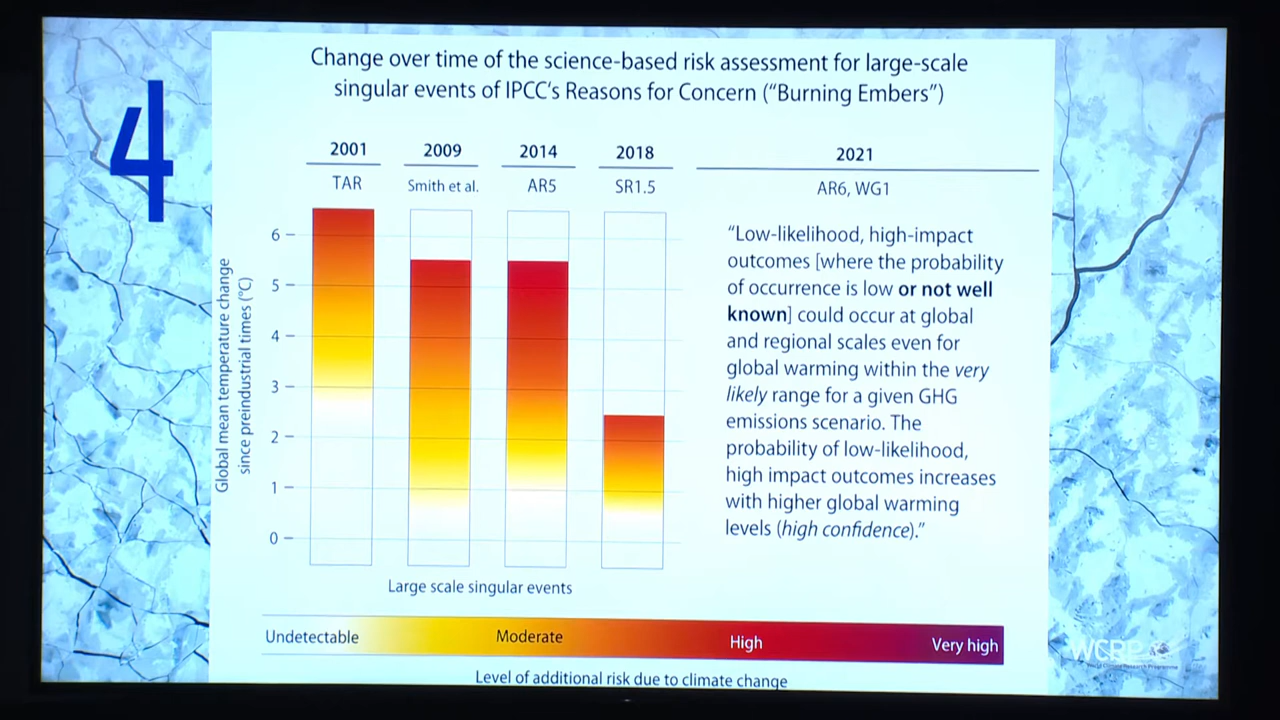 4
Change over time of the science-based risk assessment for large-scale
singular events of IPCC's Reasons for Concern ("Burning Embers")
2001
2009
2014
2018
2021
TAR
Smith et al.
AR5
SR1.5
AR6, WG1
Global mean temperature change
since preindustrial times (°C)
6
5
4
3
2
1
0
"Low-likelihood, high-impact
outcomes [where the probability
of occurrence is low or not well
known] could occur at global
and regional scales even for
global warming within the very
likely range for a given GHG
emissions scenario. The
probability of low-likelihood,
high impact outcomes increases
with higher global warming
levels (high confidence)."
Large scale singular events
Undetectable
Moderate
High
Very high
Level of additional risk due to climate change
WCRP
World Climate Research Programme